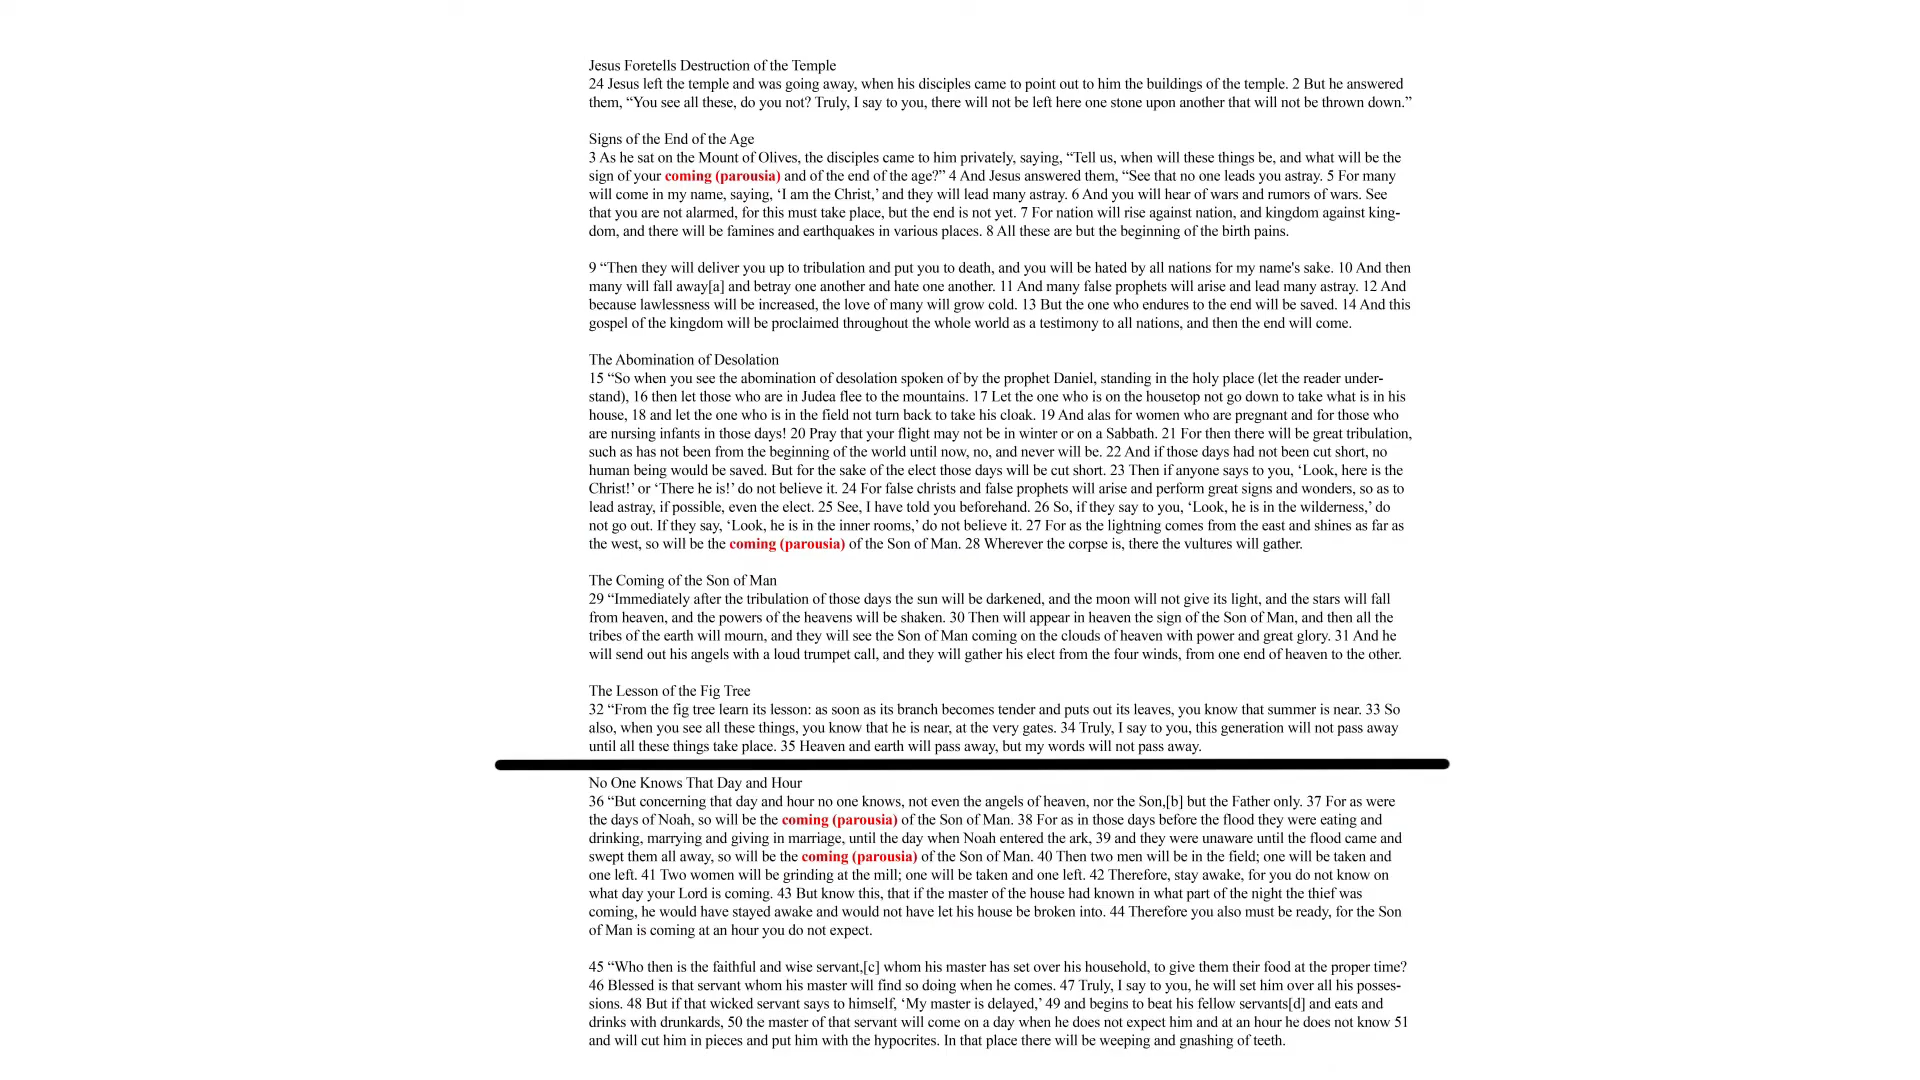 Jesus Foretells Destruction of the Temple
24 Jesus left the temple and was going away, when his disciples came to point out to him the buildings of the temple. 2 But he answered
them, “You see all these, do you not? Truly, I say to you, there will not be left here one stone upon another that will not be thrown down.”
Signs of the End of the Age
3 As he sat on the Mount of Olives, the disciples came to him privately, saying, “Tell us, when will these things be, and what will be the
sign of your coming (parousia) and of the end of the age?” 4 And Jesus answered them, “See that no one leads you astray. 5 For many
will come in my name, saying, ‘I am the Christ,’ and they will lead many astray. 6 And you will hear of wars and rumors of wars. See
that you are not alarmed, for this must take place, but the end is not yet. 7 For nation will rise against nation, and kingdom against king-
dom, and there will be famines and earthquakes in various places. 8 All these are but the beginning of the birth pains.
9 “Then they will deliver you up to tribulation and put you to death, and you will be hated by all nations for my name's sake. 10 And then
many will fall away[a] and betray one another and hate one another. 11 And many false prophets will arise and lead many astray. 12 And
because lawlessness will be increased, the love of many will grow cold. 13 But the one who endures to the end will be saved. 14 And this
gospel of the kingdom will be proclaimed throughout the whole world as a testimony to all nations, and then the end will come.
The Abomination of Desolation
15 “So when you see the abomination of desolation spoken of by the prophet Daniel, standing in the holy place (let the reader under-
stand), 16 then let those who are in Judea flee to the mountains. 17 Let the one who is on the housetop not go down to take what is in his
house, 18 and let the one who is in the field not turn back to take his cloak. 19 And alas for women who are pregnant and for those who
are nursing infants in those days! 20 Pray that your flight may not be in winter or on a Sabbath. 21 For then there will be great tribulation,
such as has not been from the beginning of the world until now, no, and never will be. 22 And if those days had not been cut short, no
human being would be saved. But for the sake of the elect those days will be cut short. 23 Then if anyone says to you, ‘Look, here is the
Christ!’ or ‘There he is!’ do not believe it. 24 For false christs and false prophets will arise and perform great signs and wonders, so as to
lead astray, if possible, even the elect. 25 See, I have told you beforehand. 26 So, if they say to you, ‘Look, he is in the wilderness,’ do
not go out. If they say, ‘Look, he is in the inner rooms,’ do not believe it. 27 For as the lightning comes from the east and shines as far as
the west, so will be the coming (parousia) of the Son of Man. 28 Wherever the corpse is, there the vultures will gather.
The Coming of the Son of Man
29 “Immediately after the tribulation of those days the sun will be darkened, and the moon will not give its light, and the stars will fall
from heaven, and the powers of the heavens will be shaken. 30 Then will appear in heaven the sign of the Son of Man, and then all the
tribes of the earth will mourn, and they will see the Son of Man coming on the clouds of heaven with power and great glory. 31 And he
will send out his angels with a loud trumpet call, and they will gather his elect from the four winds, from one end of heaven to the other.
The Lesson of the Fig Tree
32 “From the fig tree learn its lesson: as soon as its branch becomes tender and puts out its leaves, you know that summer is near. 33 So
also, when you see all these things, you know that he is near, at the very gates. 34 Truly, I say to you, this generation will not pass away
until all these things take place. 35 Heaven and earth will pass away, but my words will not pass away.
No One Knows That Day and Hour
36 “But concerning that day and hour no one knows, not even the angels of heaven, nor the Son,[b] but the Father only. 37 For as were
the days of Noah, so will be the coming (parousia) of the Son of Man. 38 For as in those days before the flood they were eating and
drinking, marrying and giving in marriage, until the day when Noah entered the ark, 39 and they were unaware until the flood came and
swept them all away, so will be the coming (parousia) of the Son of Man. 40 Then two men will be in the field; one will be taken and
one left. 41 Two women will be grinding at the mill; one will be taken and one left. 42 Therefore, stay awake, for you do not know on
what day your Lord is coming. 43 But know this, that if the master of the house had known in what part of the night the thief was
coming, he would have stayed awake and would not have let his house be broken into. 44 Therefore you also must be ready, for the Son
of Man is coming at an hour you do not expect.
45 “Who then is the faithful and wise servant,[c] whom his master has set over his household, to give them their food at the proper time?
46 Blessed is that servant whom his master will find so doing when he comes. 47 Truly, I say to you, he will set him over all his posses-
sions. 48 But if that wicked servant says to himself, ‘My master is delayed,’ 49 and begins to beat his fellow servants[d] and eats and
drinks with drunkards, 50 the master of that servant will come on a day when he does not expect him and at an hour he does not know 51
and will cut him in pieces and put him with the hypocrites. In that place there will be weeping and gnashing of teeth.